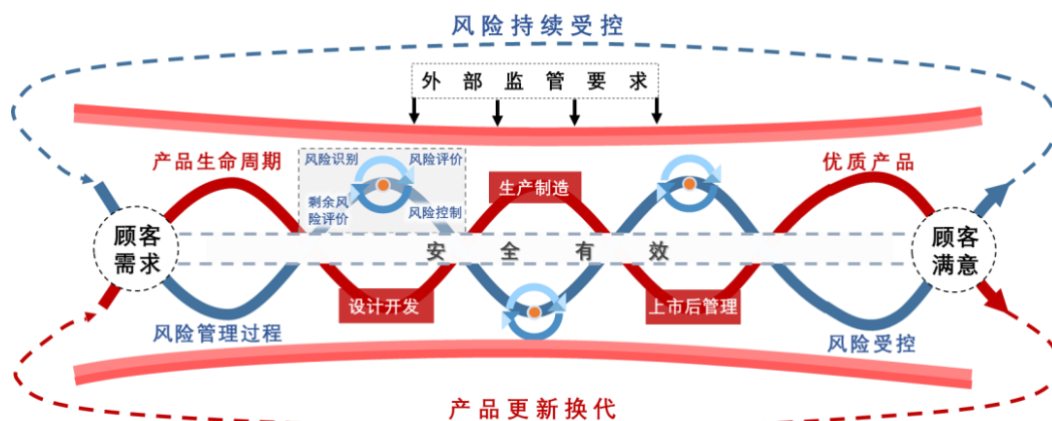 风险持续受控
外部监管要求
产品生命周期
风险识别
风险评价
优质产品
生产制造
剩余风
险评价
风险控制
顾客
需求
安全有效
顾客
满意
设计开发
上市后管理
风险管理过程
风险受控
产品更新换代